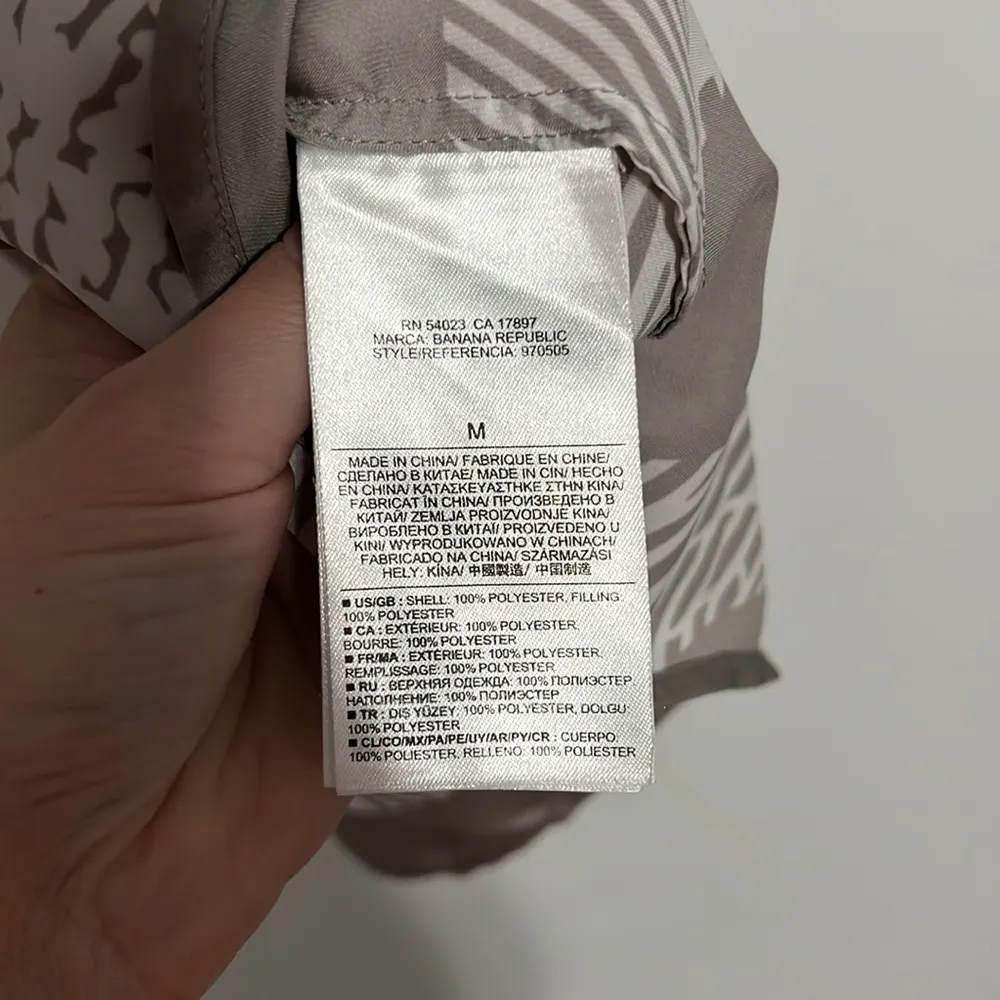 RN 54023 CA 17897
MARCA: BANANA REPUBLIC
STYLE/REFERENCIA: 970505
M
MADE IN CHINA/ FABRIQUE EN CHINE/
СДЕЛАНО В КИТАЕ/ MADE IN CIN/ HECHO
EN CHINA/ ΚΑΤΑΣΚΕΥΑΣΤΗΚΕ ΣΤΗΝ ΚΙΝΑ/
FABRICAT ÎN CHINA/ ПРОИЗВЕДЕНО В
КИТАЙ/ ZEMLJA PROIZVODNJE KINA/
ВИРОБЛЕНО В КИТАЇ/ PROIZVEDENO U
KINI/ WYPRODUKOWANO W CHINACH/
FABRICADO NA CHINA/ SZÁRMAZÁSI
HELY: KÍNA/ 中國製造/ 中国制造
■ US/GB : SHELL: 100% POLYESTER, FILLING:
100% POLYESTER
■ CA : EXTÉRIEUR: 100% POLYESTER,
BOURRE: 100% POLYESTER
■ FR/MA : EXTÉRIEUR: 100% POLYESTER,
REMPLISSAGE: 100% POLYESTER
■ RU : ВЕРХНЯЯ ОДЕЖДА: 100% ПОЛИЭСТЕР
НАПОЛНЕНИЕ: 100% ПОЛИЭСТЕР
■ TR : DIŞ YÜZEY: 100% POLYESTER, DOLGU:
100% POLYESTER
■ CL/CO/MX/PA/PE/UY/AR/PY/CR : CUERPO:
100% POLIESTER, RELLENO: 100% POLIESTER